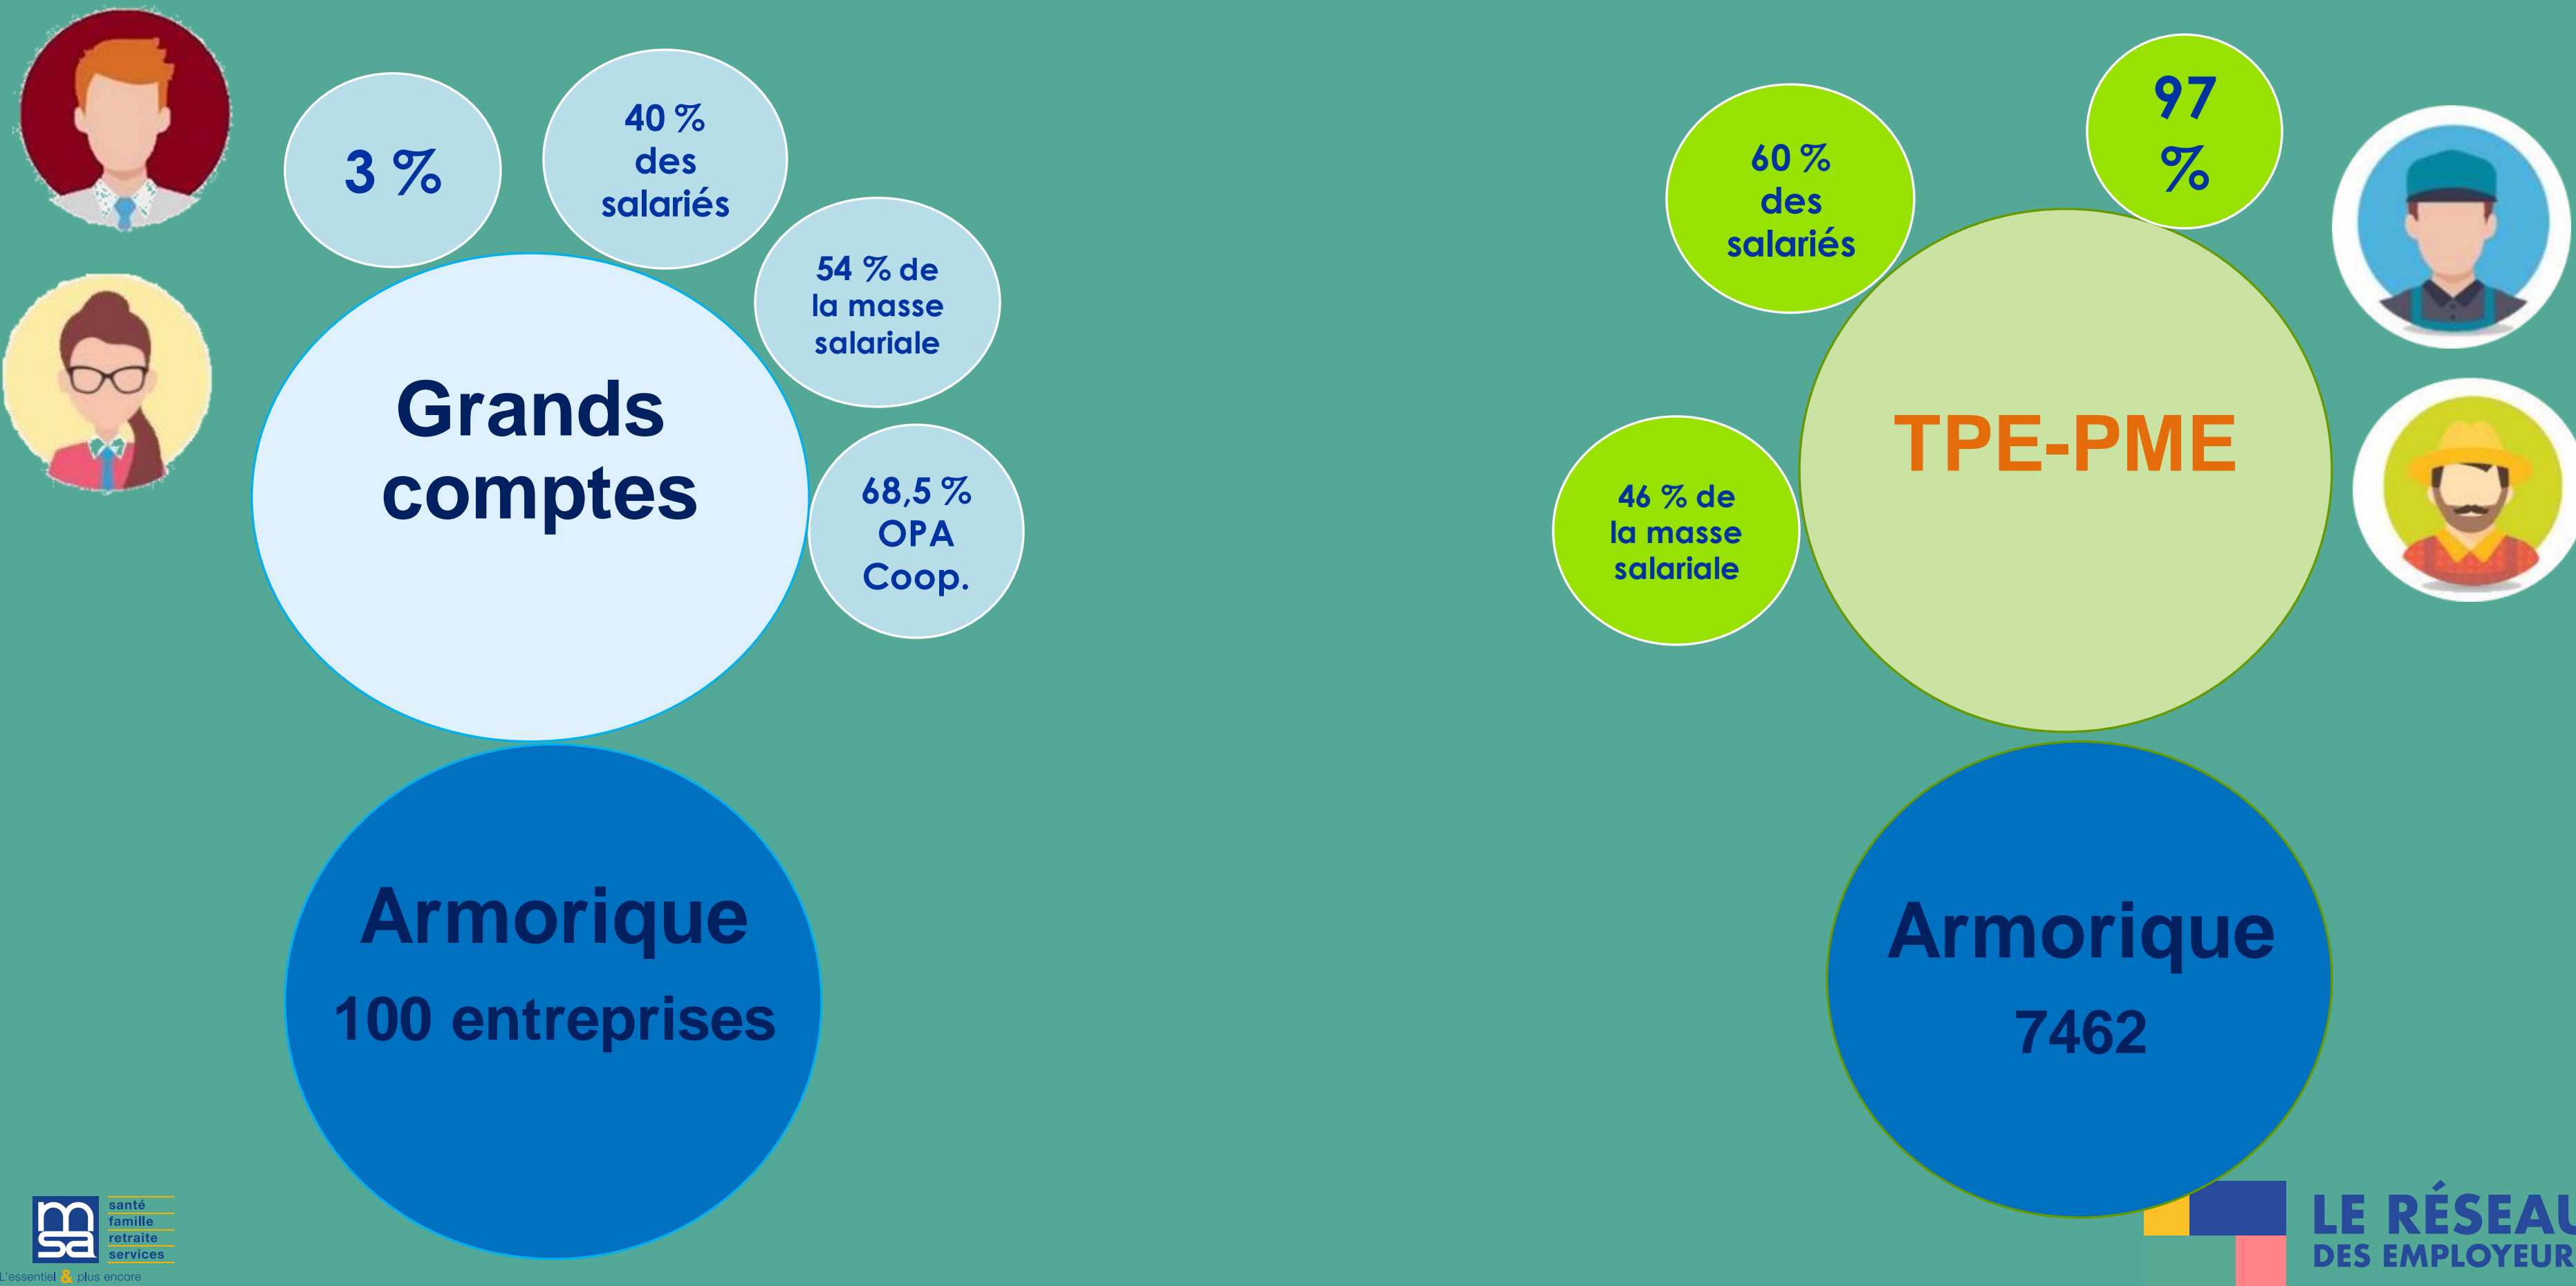 3 %
40 %
des
salariés
54 % de
la masse
salariale
68,5 %
OPA
Coop.
Grands
comptes
Armorique
100 entreprises
97
%
60 %
des
salariés
46 % de
la masse
salariale
TPE-PME
Armorique
7462
msa
santé
famille
retraite
services
L'essentiel & plus encore
LE RÉSEAU
DES EMPLOYEUR